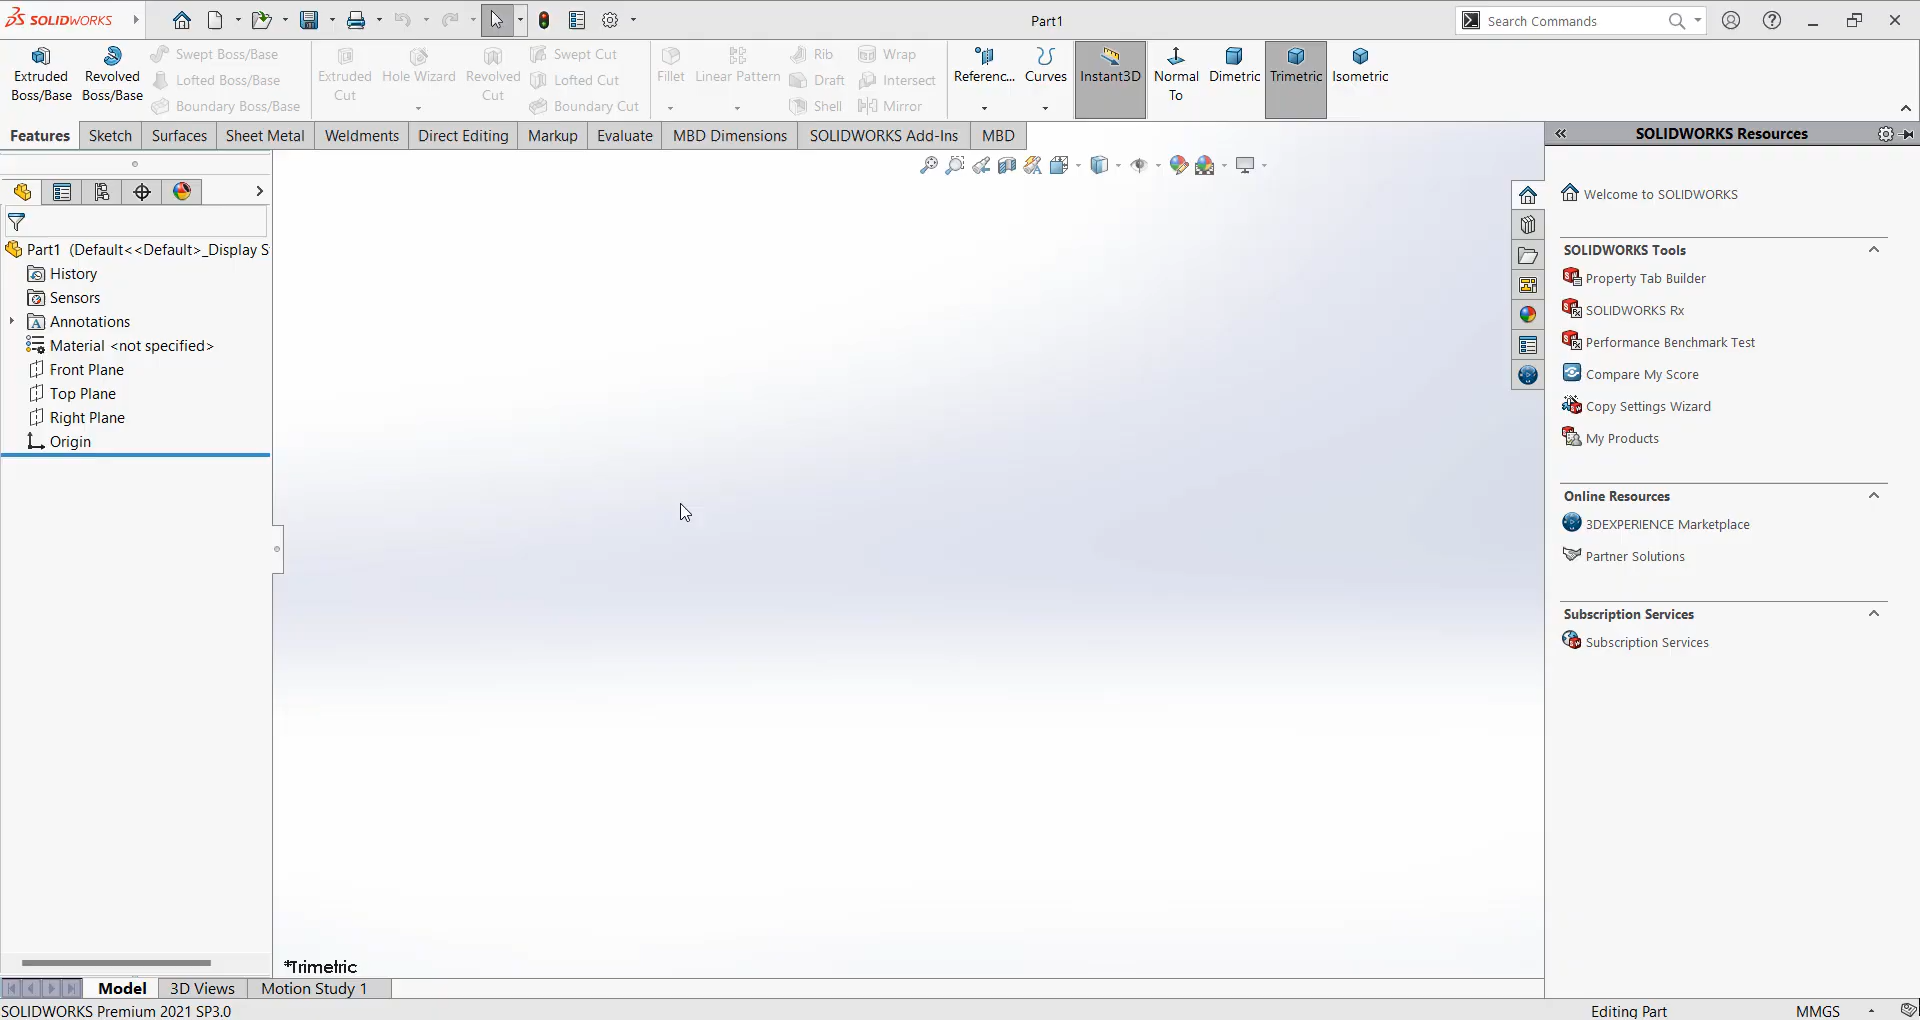 SOLIDWORKS
Part1
Search Commands
Extruded Boss/Base
Revolved Boss/Base
Swept Boss/Base
Lofted Boss/Base
Boundary Boss/Base
Extruded Cut
Hole Wizard
Revolved Cut
Swept Cut
Lofted Cut
Boundary Cut
Fillet
Linear Pattern
Rib
Draft
Shell
Wrap
Intersect
Mirror
Referenc...
Curves
Instant3D
Normal To
Dimetric
Trimetric
Isometric
Features
Sketch
Surfaces
Sheet Metal
Weldments
Direct Editing
Markup
Evaluate
MBD Dimensions
SOLIDWORKS Add-Ins
MBD
Part1 (Default<<Default>_Display S
History
Sensors
Annotations
Material <not specified>
Front Plane
Top Plane
Right Plane
Origin
*Trimetric
SOLIDWORKS Resources
Welcome to SOLIDWORKS
SOLIDWORKS Tools
Property Tab Builder
SOLIDWORKS Rx
Performance Benchmark Test
Compare My Score
Copy Settings Wizard
My Products
Online Resources
3DEXPERIENCE Marketplace
Partner Solutions
Subscription Services
Subscription Services
Model
3D Views
Motion Study 1
SOLIDWORKS Premium 2021 SP3.0
Editing Part
MMGS